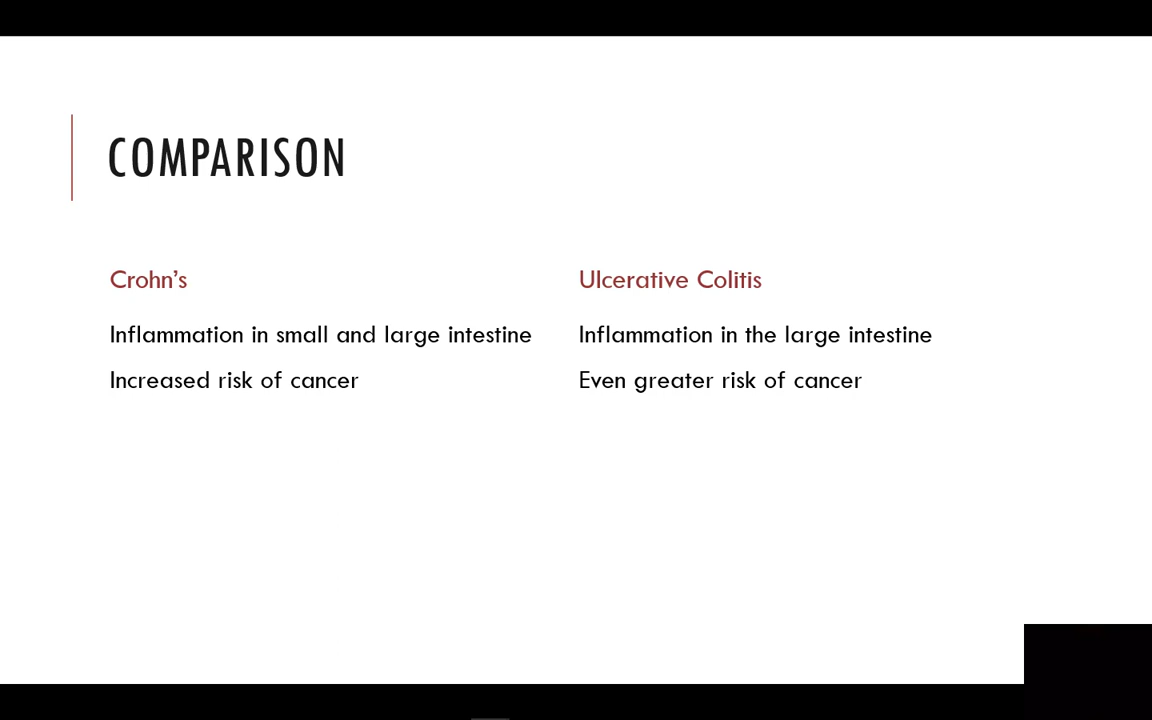 COMPARISON
Crohn's
Inflammation in small and large intestine
Increased risk of cancer
Ulcerative Colitis
Inflammation in the large intestine
Even greater risk of cancer